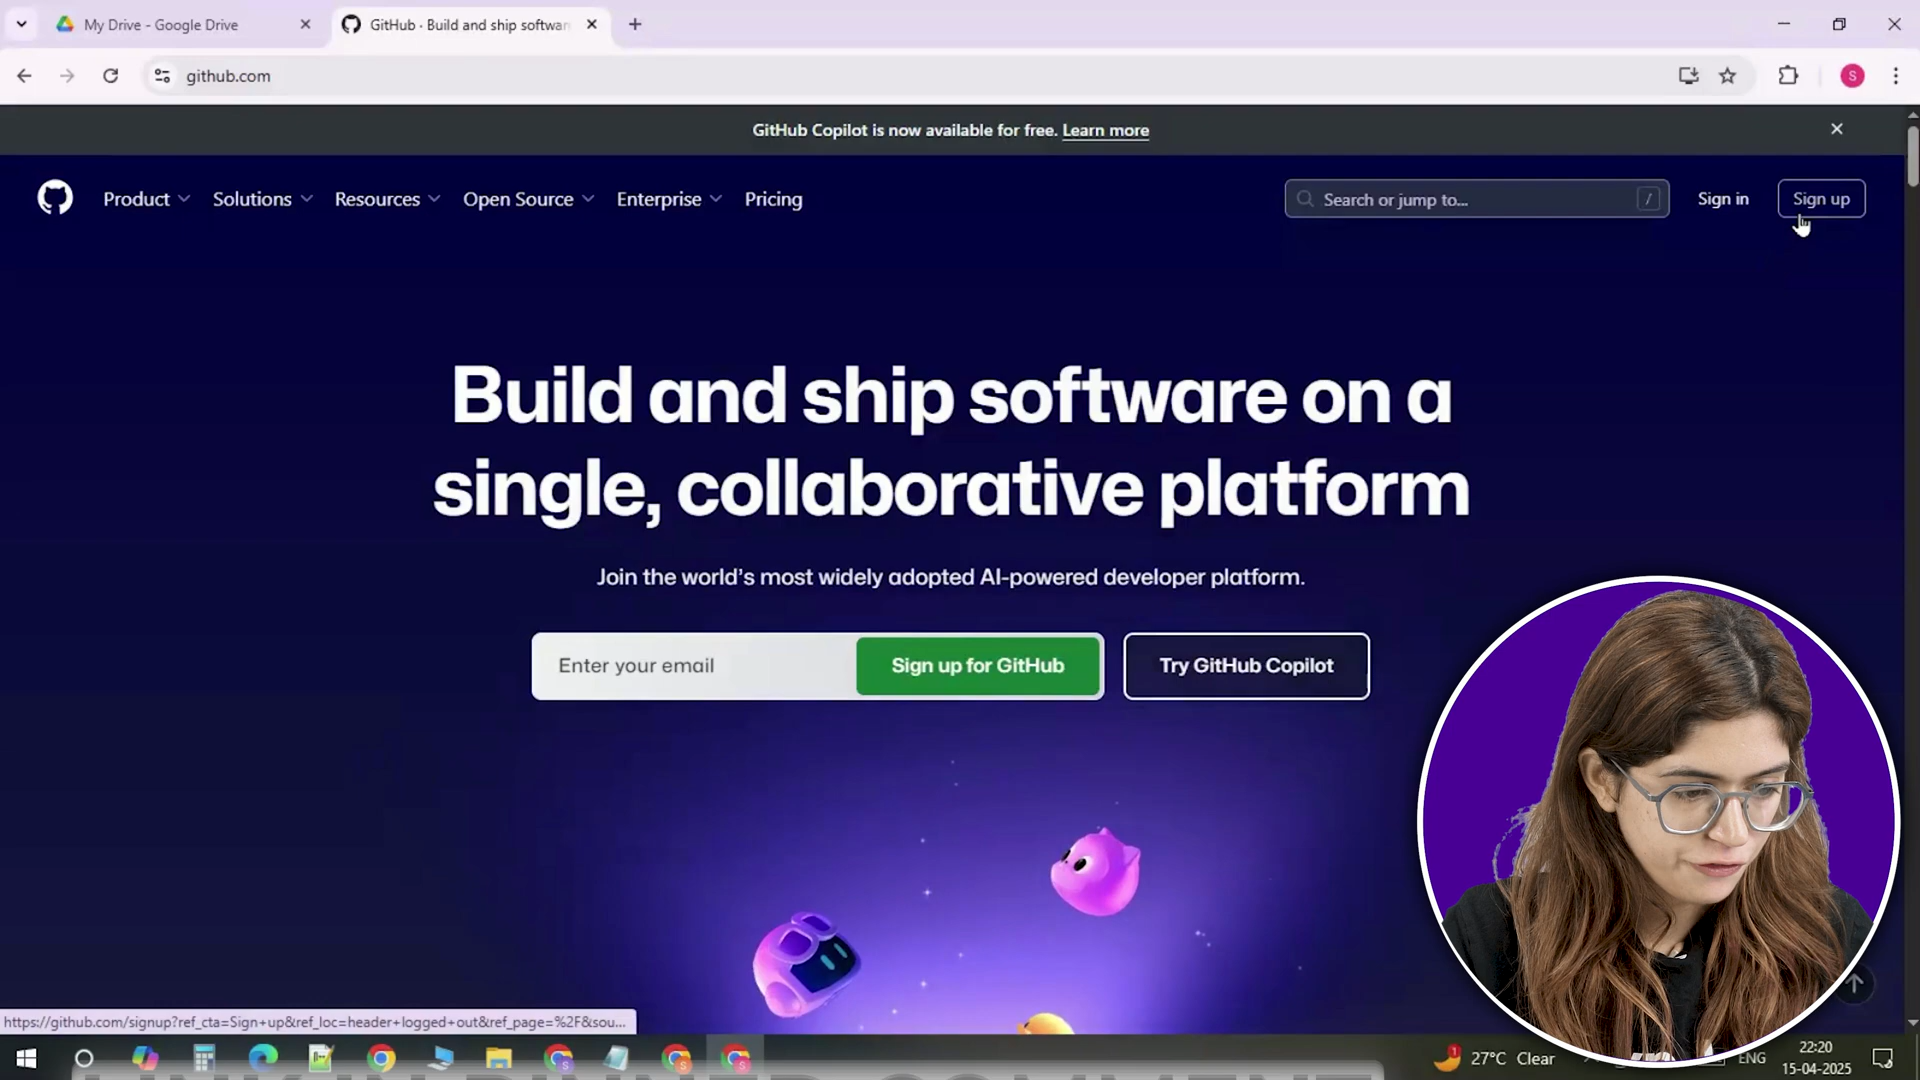 My Drive - Google Drive
GitHub · Build and ship softwar
github.com
S
GitHub Copilot is now available for free. Learn more
Product
Solutions
Resources
Open Source
Enterprise
Pricing
Search or jump to...
/
Sign in
Sign up
Build and ship software on a
single, collaborative platform
Join the world's most widely adopted AI-powered developer platform.
Enter your email
Sign up for GitHub
Try GitHub Copilot
https://github.com/signup?ref_cta=Sign+up&ref_loc=header+logged+out&ref_page=%2F&sou...
27°C Clear
ENG
22:20
15-04-2025
LINK IN PINNED COMMENT